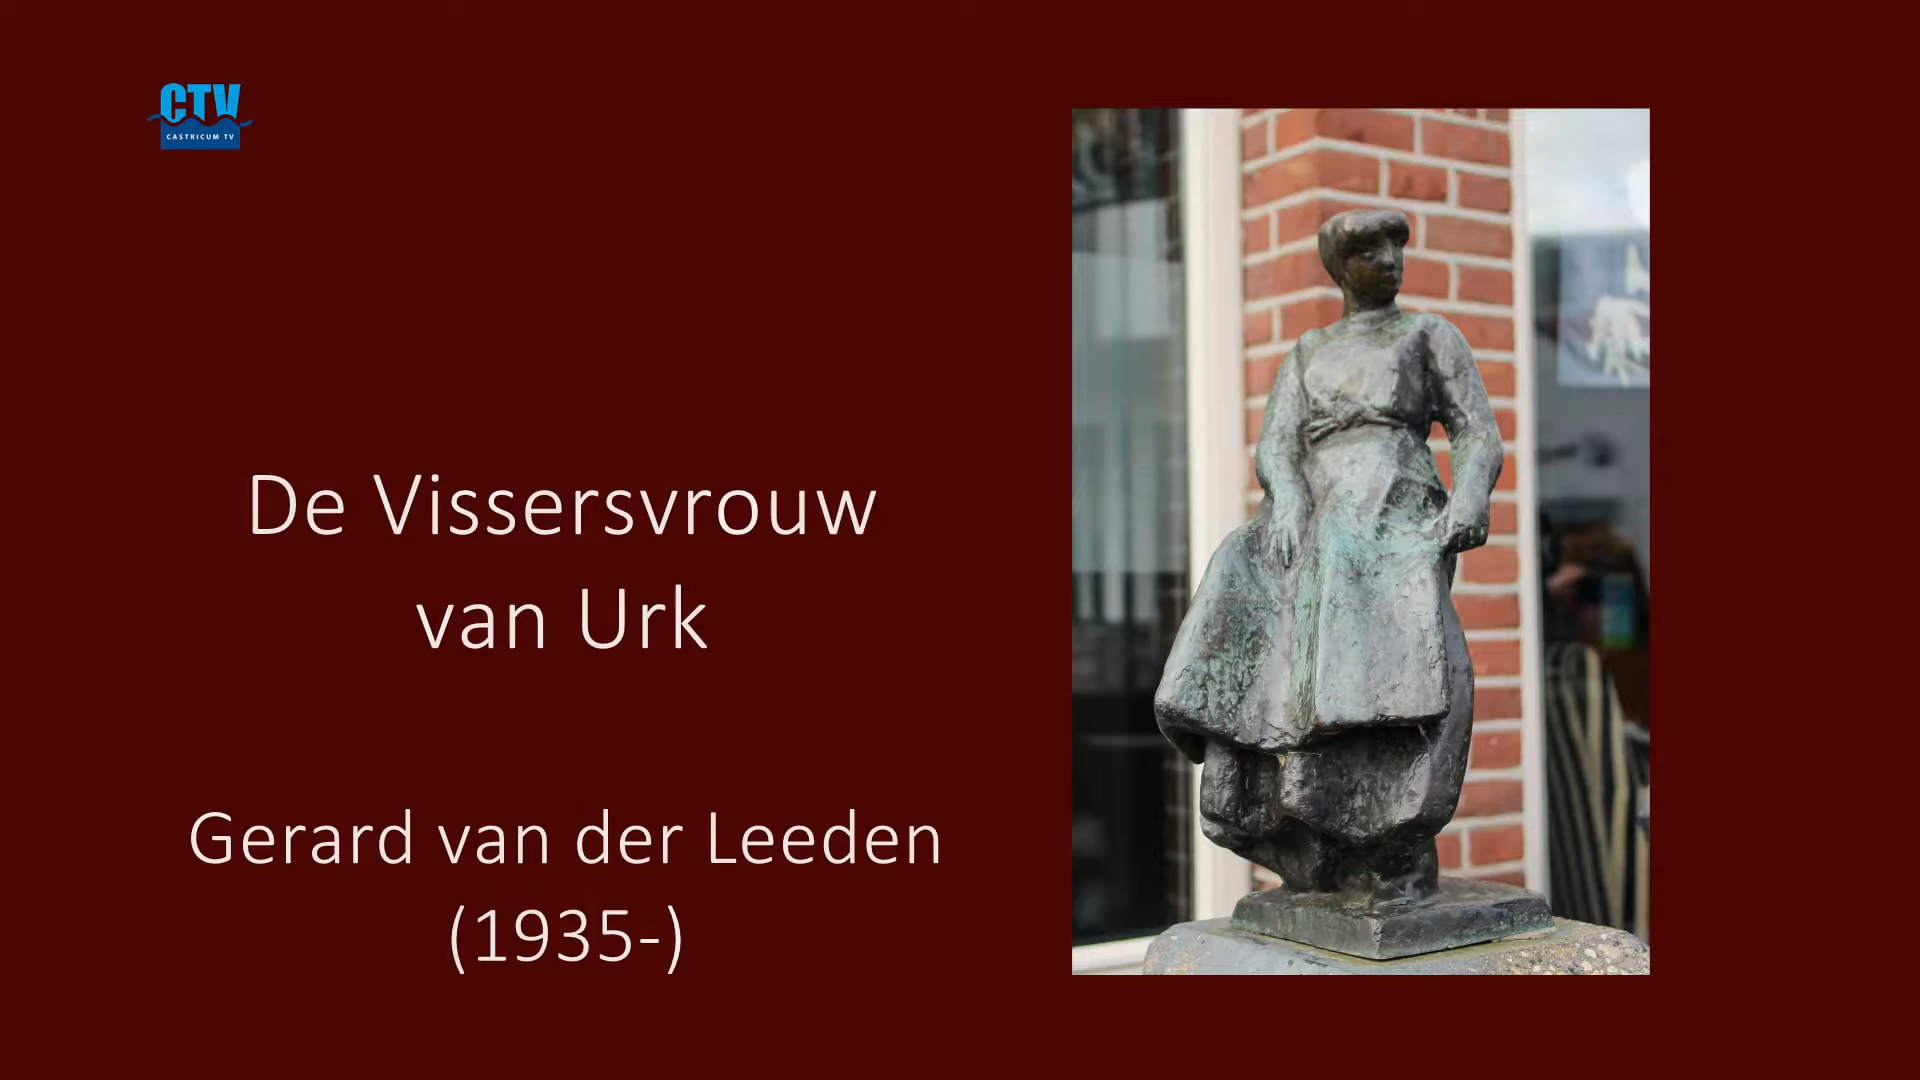 CTV
CASTRICUM TV
De Vissersvrouw
van Urk
Gerard van der Leeden
(1935-)